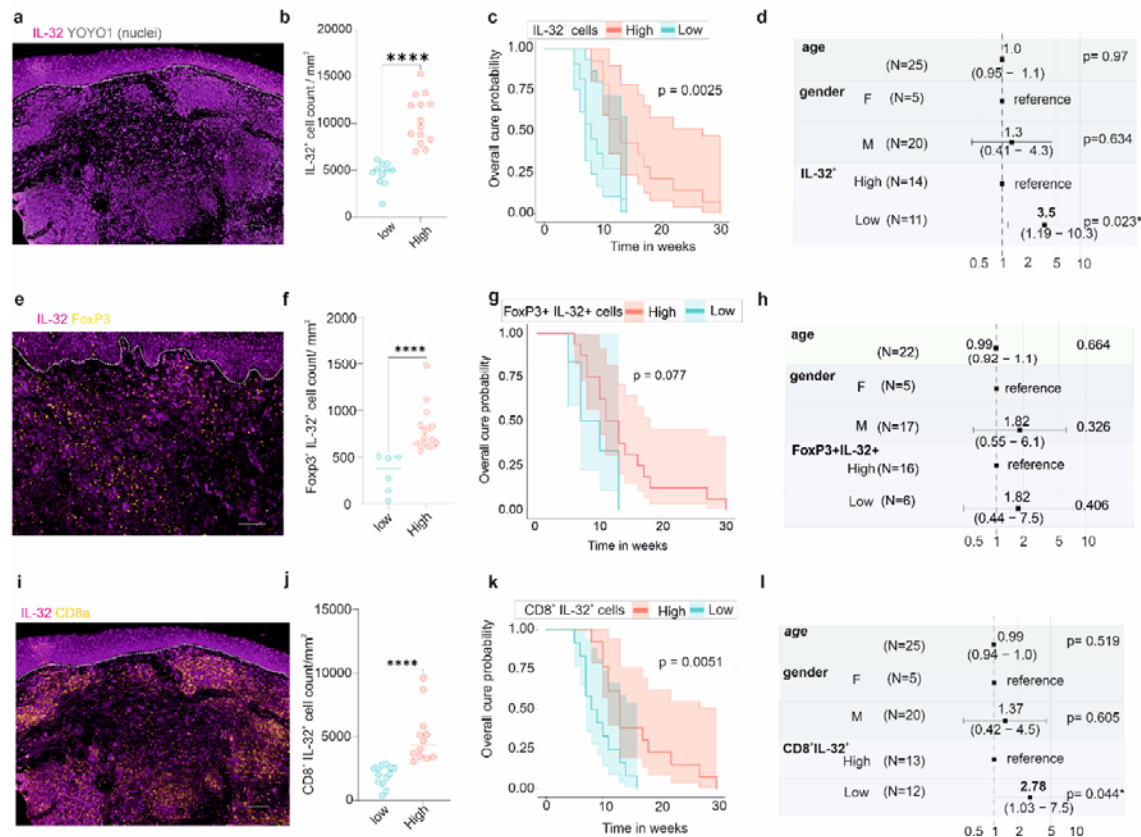 a
IL-32 YOYO1 (nuclei)
b
IL-32⁺ cell count / mm²
20000
15000
10000
5000
0
****
low
High
c
IL-32⁺ cells High Low
Overall cure probability
1.00
0.75
0.50
0.25
0.00
p = 0.0025
0 10 20 30
Time in weeks
d
age
(N=25)
1.0
(0.95 – 1.1)
p= 0.97
gender
F (N=5)
reference
M (N=20)
1.3
(0.41 – 4.3)
p=0.634
IL-32⁺
High (N=14)
reference
Low (N=11)
3.5
(1.19 – 10.3)
p= 0.023*
0.5 1 2 5 10
e
IL-32 FoxP3
f
Foxp3⁺ IL-32⁺ cell count/ mm²
2000
1500
1000
500
0
****
low
High
g
FoxP3+ IL-32+ cells High Low
Overall cure probability
1.00
0.75
0.50
0.25
0.00
p = 0.077
0 10 20 30
Time in weeks
h
age
(N=22)
0.99
(0.92 – 1.1)
0.664
gender
F (N=5)
reference
M (N=17)
1.82
(0.55 – 6.1)
0.326
FoxP3+IL-32+
High (N=16)
reference
Low (N=6)
1.82
(0.44 – 7.5)
0.406
0.5 1 2 5 10
i
IL-32 CD8a
j
CD8⁺ IL-32⁺ cell count/mm²
15000
10000
5000
0
****
low
High
k
CD8⁺ IL-32⁺ cells High Low
Overall cure probability
1.00
0.75
0.50
0.25
0.00
p = 0.0051
0 10 20 30
Time in weeks
l
age
(N=25)
0.99
(0.94 – 1.0)
p= 0.519
gender
F (N=5)
reference
M (N=20)
1.37
(0.42 – 4.5)
p= 0.605
CD8⁺IL-32⁺
High (N=13)
reference
Low (N=12)
2.78
(1.03 – 7.5)
p= 0.044*
0.5 1 2 5 10